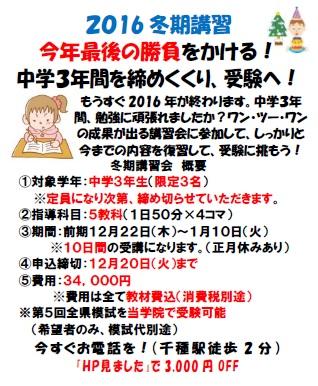 2016冬期講習
今年最後の勝負をかける！
中学3年間を締めくくり、受験へ！
もうすぐ2016年が終わります。中学3年
間、勉強に頑張れましたか？ワン・ツー・ワン
の成果が出る講習会に参加して、しっかりと
今までの内容を復習して、受験に挑もう！
冬期講習会　概要
①対象学年：中学3年生（限定3名）
※定員になり次第、締め切らせていただきます。
②指導科目：5教科（1日50分×4コマ）
③期間：前期12月22日（木）～1月10日（火）
※10日間の受講になります。（正月休みあり）
④申込締切：12月20日（火）まで
⑤費用：34，000円
※費用は全て教材費込（消費税別途）
※第5回全県模試を当学院で受験可能
（希望者のみ、模試代別途）
今すぐお電話を！（千種駅徒歩2分）
「HP見ました」で3,000円OFF